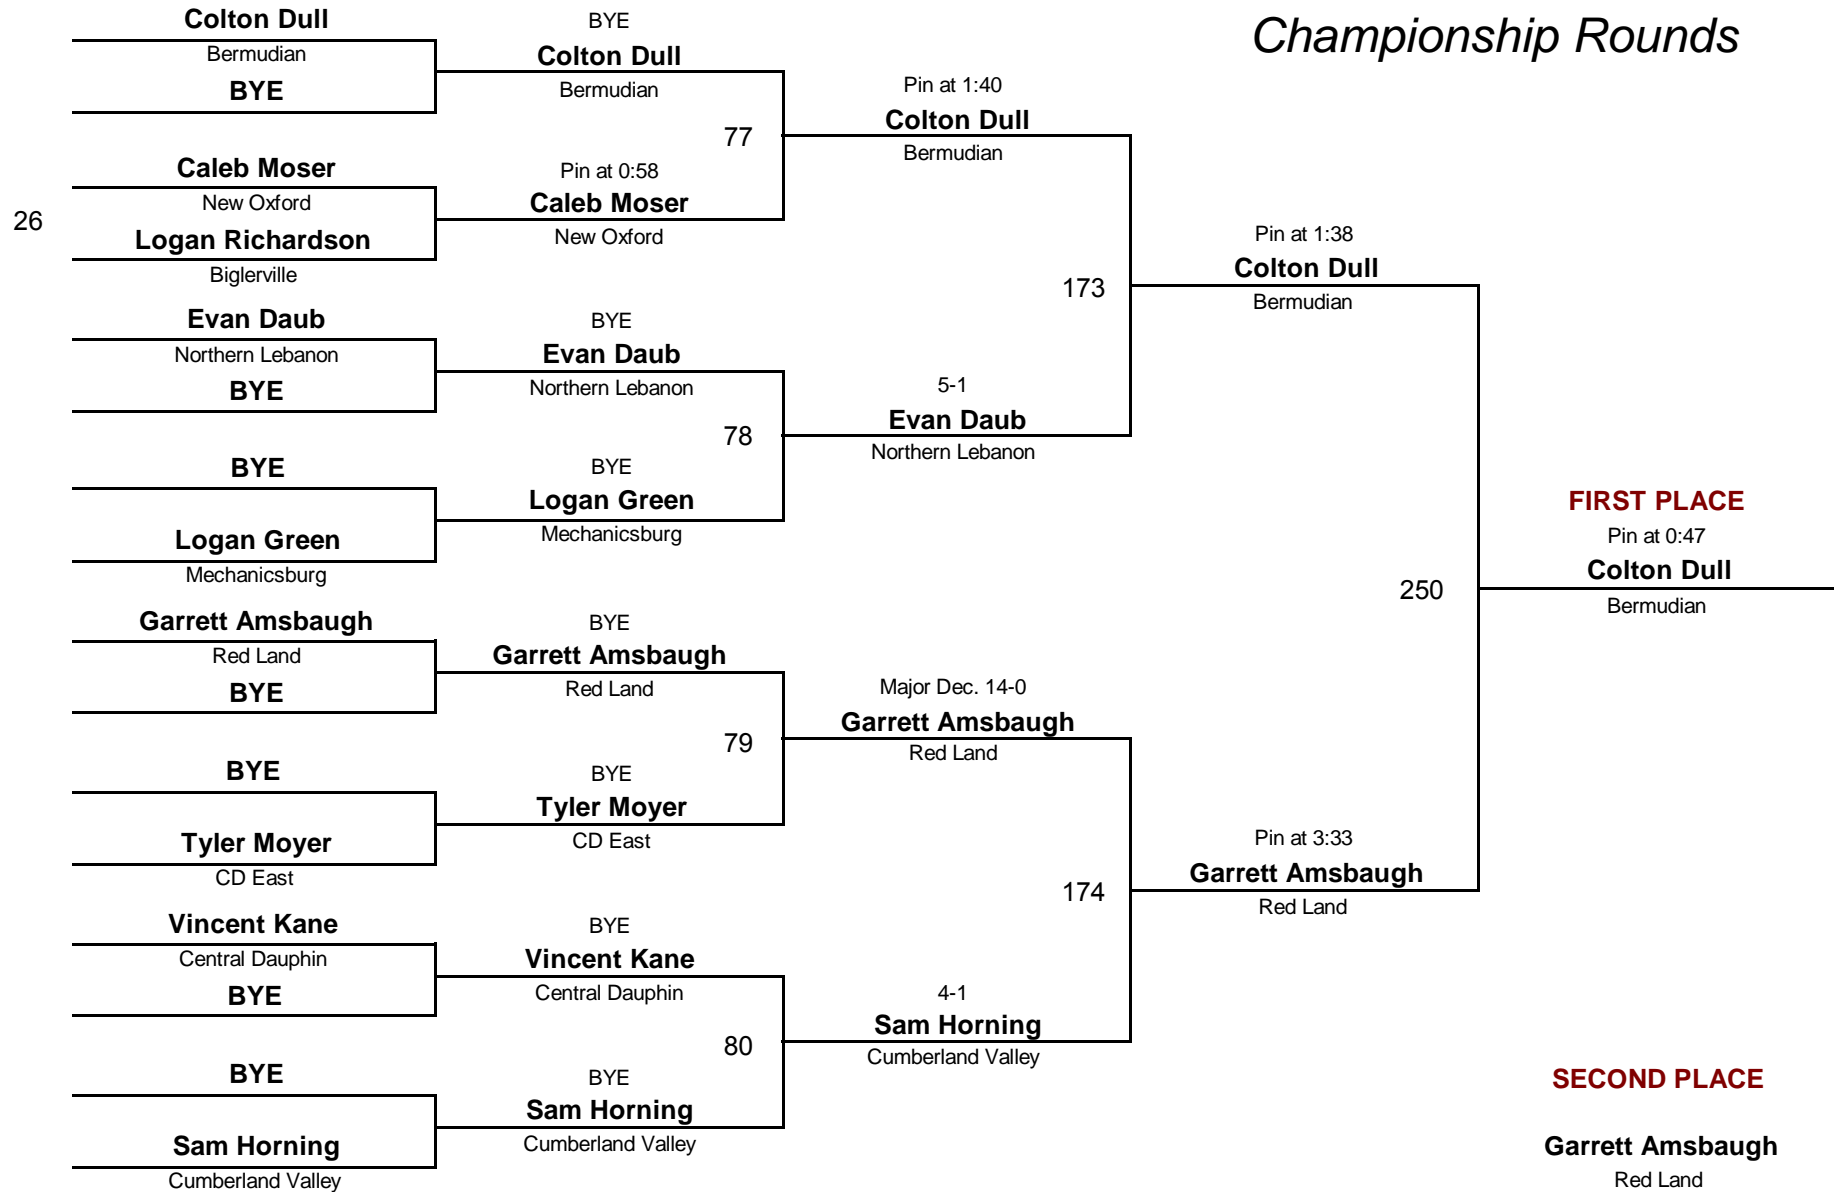 Championship Rounds
Colton Dull
Bermudian
BYE
26
Caleb Moser
New Oxford
Logan Richardson
Biglerville
Evan Daub
Northern Lebanon
BYE
BYE
Logan Green
Mechanicsburg
Garrett Amsbaugh
Red Land
BYE
BYE
Tyler Moyer
CD East
Vincent Kane
Central Dauphin
BYE
BYE
Sam Horning
Cumberland Valley
BYE
Colton Dull
Bermudian
77
Pin at 0:58
Caleb Moser
New Oxford
BYE
Evan Daub
Northern Lebanon
78
BYE
Logan Green
Mechanicsburg
BYE
Garrett Amsbaugh
Red Land
79
BYE
Tyler Moyer
CD East
BYE
Vincent Kane
Central Dauphin
80
BYE
Sam Horning
Cumberland Valley
Pin at 1:40
Colton Dull
Bermudian
173
5-1
Evan Daub
Northern Lebanon
Major Dec. 14-0
Garrett Amsbaugh
Red Land
174
4-1
Sam Horning
Cumberland Valley
Pin at 1:38
Colton Dull
Bermudian
250
Pin at 3:33
Garrett Amsbaugh
Red Land
FIRST PLACE
Pin at 0:47
Colton Dull
Bermudian
SECOND PLACE
Garrett Amsbaugh
Red Land